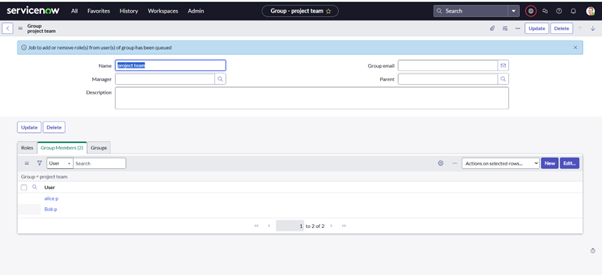 servicenow All Favorites History Workspaces Admin Group - project team ☆ Search
Group
project team
Update Delete
Job to add or remove role(s) from user(s) of group has been queued
Name project team
Group email
Manager
Parent
Description
Update Delete
Roles Group Members (2) Groups
User Search Actions on selected rows... New Edit...
Group = project team
User
alice p
Bob p
1 to 2 of 2